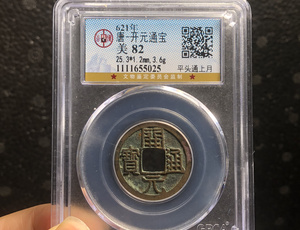 621年
唐-开元通宝
美 82
25.3*1.2mm,3.6g
平头通上月
1111655025
開元通寶